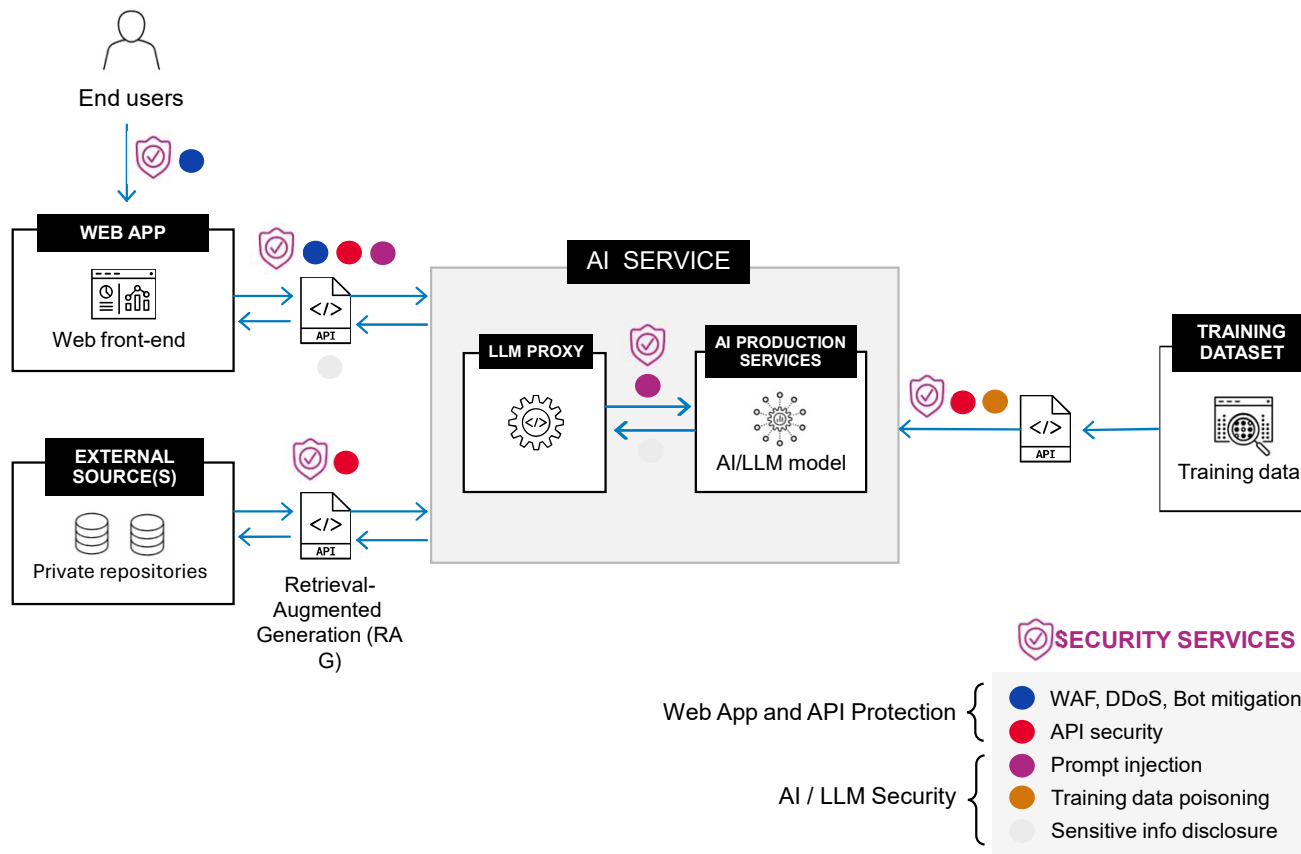 End users
WEB APP
Web front-end
</>
API
AI SERVICE
LLM PROXY
</>
AI PRODUCTION
SERVICES
AI/LLM model
</>
API
TRAINING
DATASET
Training data
EXTERNAL
SOURCE(S)
Private repositories
</>
API
Retrieval-
Augmented
Generation (RA
G)
SECURITY SERVICES
Web App and API Protection
WAF, DDoS, Bot mitigation
API security
AI / LLM Security
Prompt injection
Training data poisoning
Sensitive info disclosure